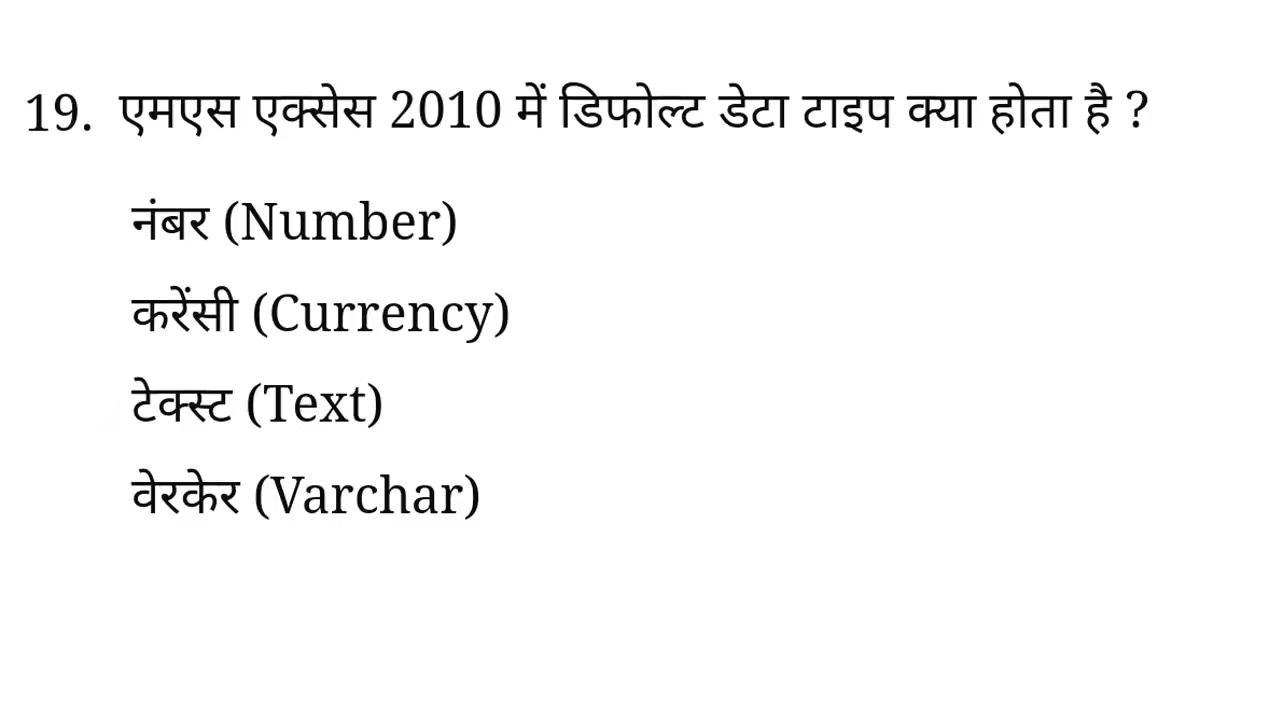 19. एमएस एक्सेस 2010 में डिफोल्ट डेटा टाइप क्या होता है ?
नंबर (Number)
करेंसी (Currency)
टेक्स्ट (Text)
वेरकेर (Varchar)